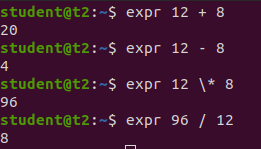 student@t2:~$ expr 12 + 8
20
student@t2:~$ expr 12 - 8
4
student@t2:~$ expr 12 \* 8
96
student@t2:~$ expr 96 / 12
8